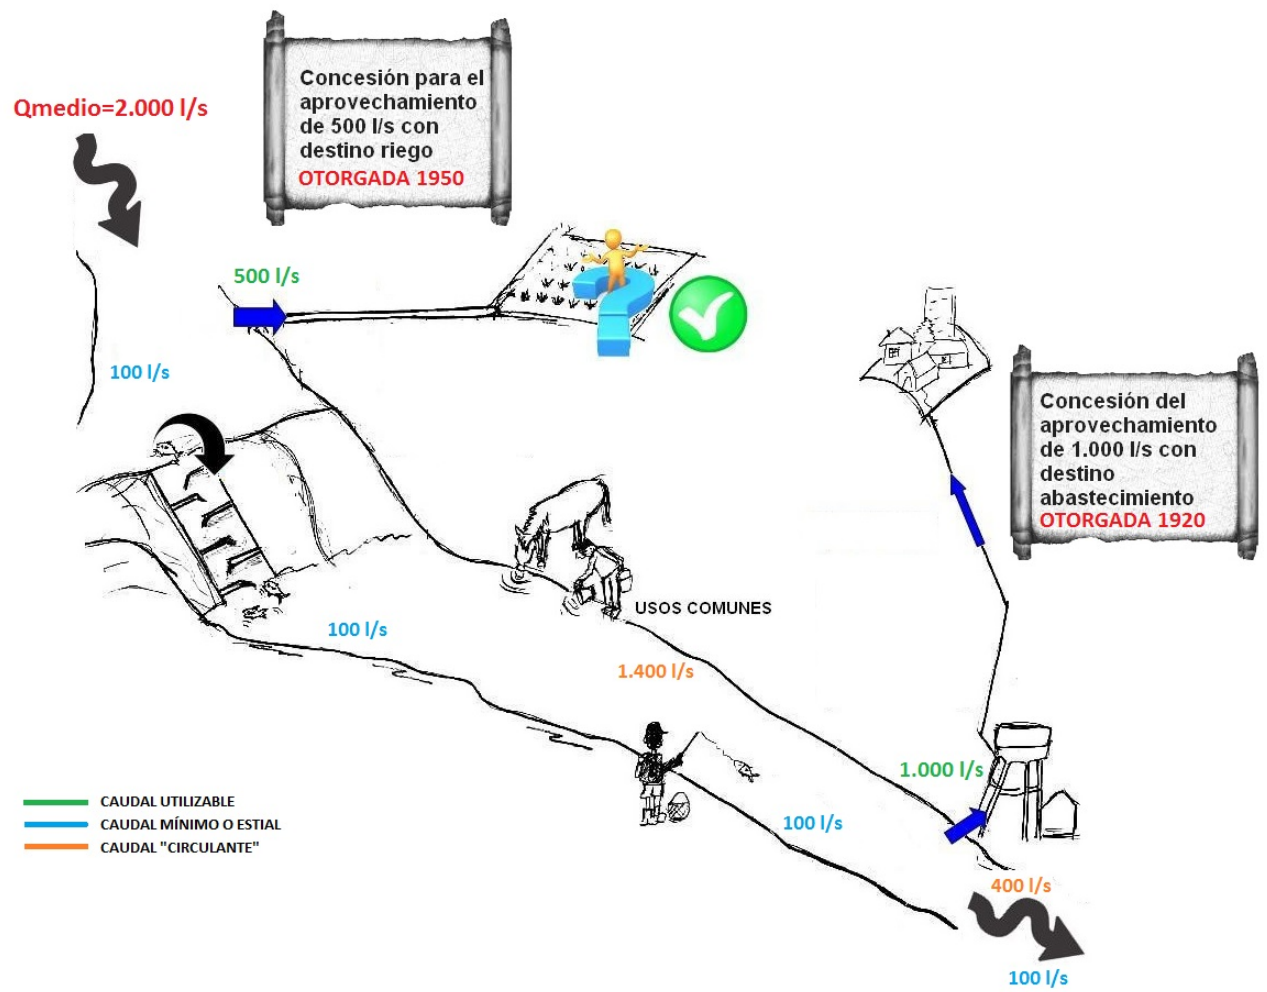 Concesión para el
aprovechamiento
de 500 l/s con
destino riego
OTORGADA 1950
Qmedio=2.000 l/s
500 l/s
100 l/s
Concesión del
aprovechamiento
de 1.000 l/s con
destino
abastecimiento
OTORGADA 1920
USOS COMUNES
100 l/s
1.400 l/s
1.000 l/s
100 l/s
CAUDAL UTILIZABLE
CAUDAL MÍNIMO O ESTIAL
CAUDAL "CIRCULANTE"
400 l/s
100 l/s